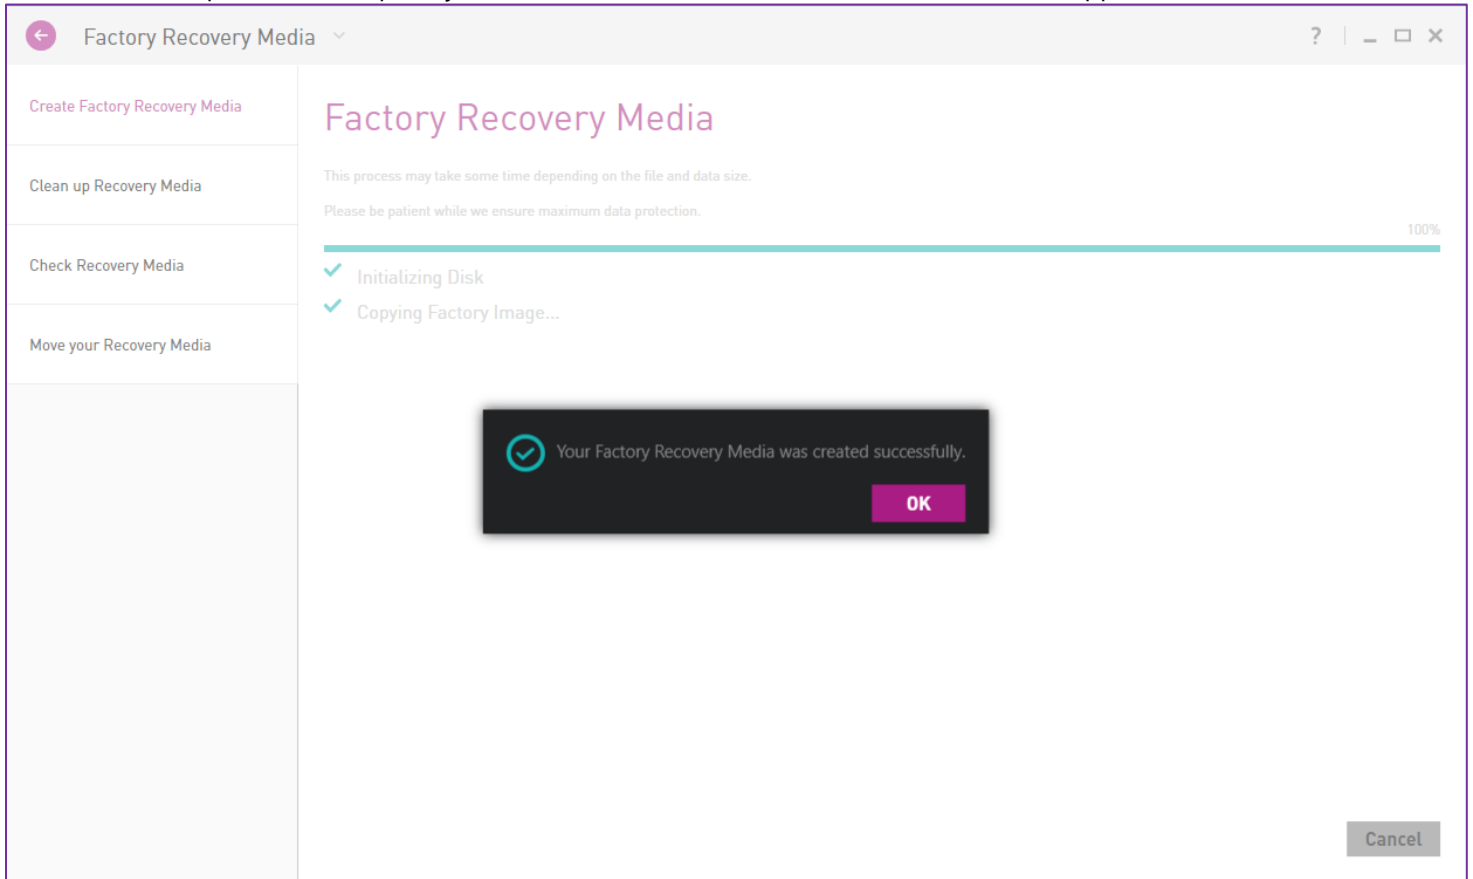 Factory Recovery Media
?
Create Factory Recovery Media
Clean up Recovery Media
Check Recovery Media
Move your Recovery Media
Factory Recovery Media
This process may take some time depending on the file and data size.
Please be patient while we ensure maximum data protection.
100%
Initializing Disk
Copying Factory Image...
Your Factory Recovery Media was created successfully.
OK
Cancel